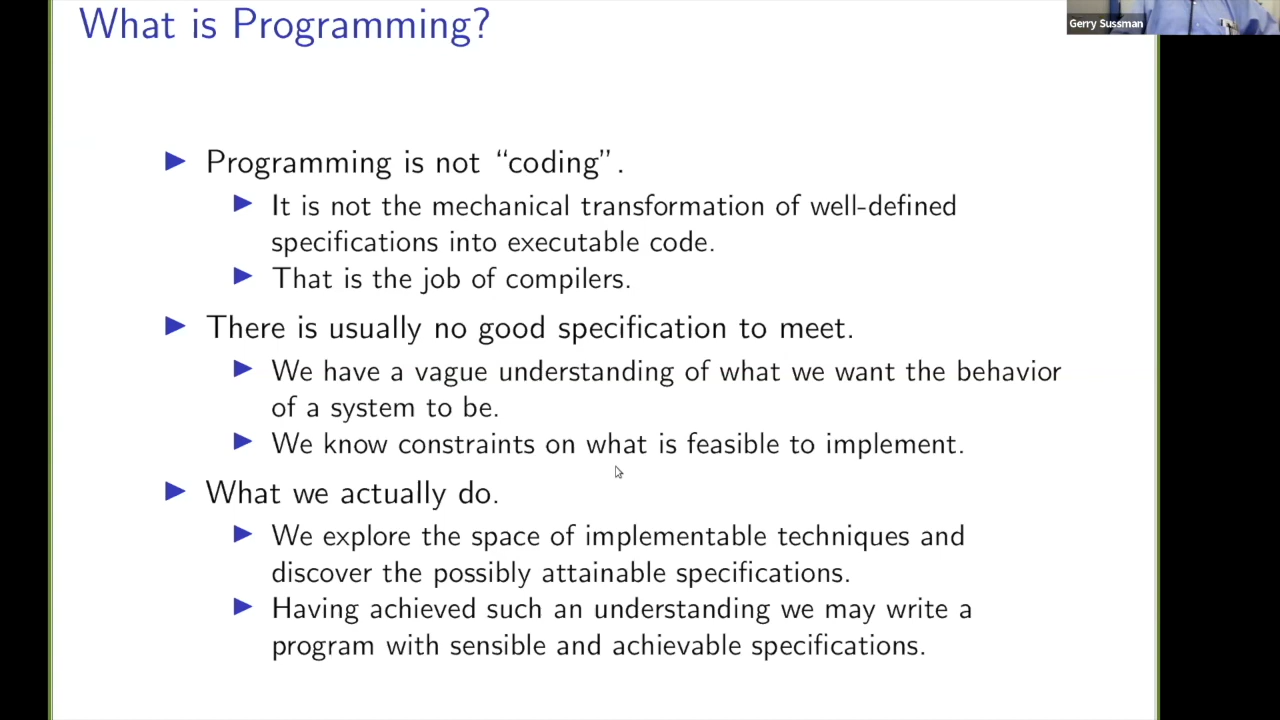 What is Programming?
Gerry Sussman
Programming is not “coding”.
It is not the mechanical transformation of well-defined
specifications into executable code.
That is the job of compilers.
There is usually no good specification to meet.
We have a vague understanding of what we want the behavior
of a system to be.
We know constraints on what is feasible to implement.
What we actually do.
We explore the space of implementable techniques and
discover the possibly attainable specifications.
Having achieved such an understanding we may write a
program with sensible and achievable specifications.